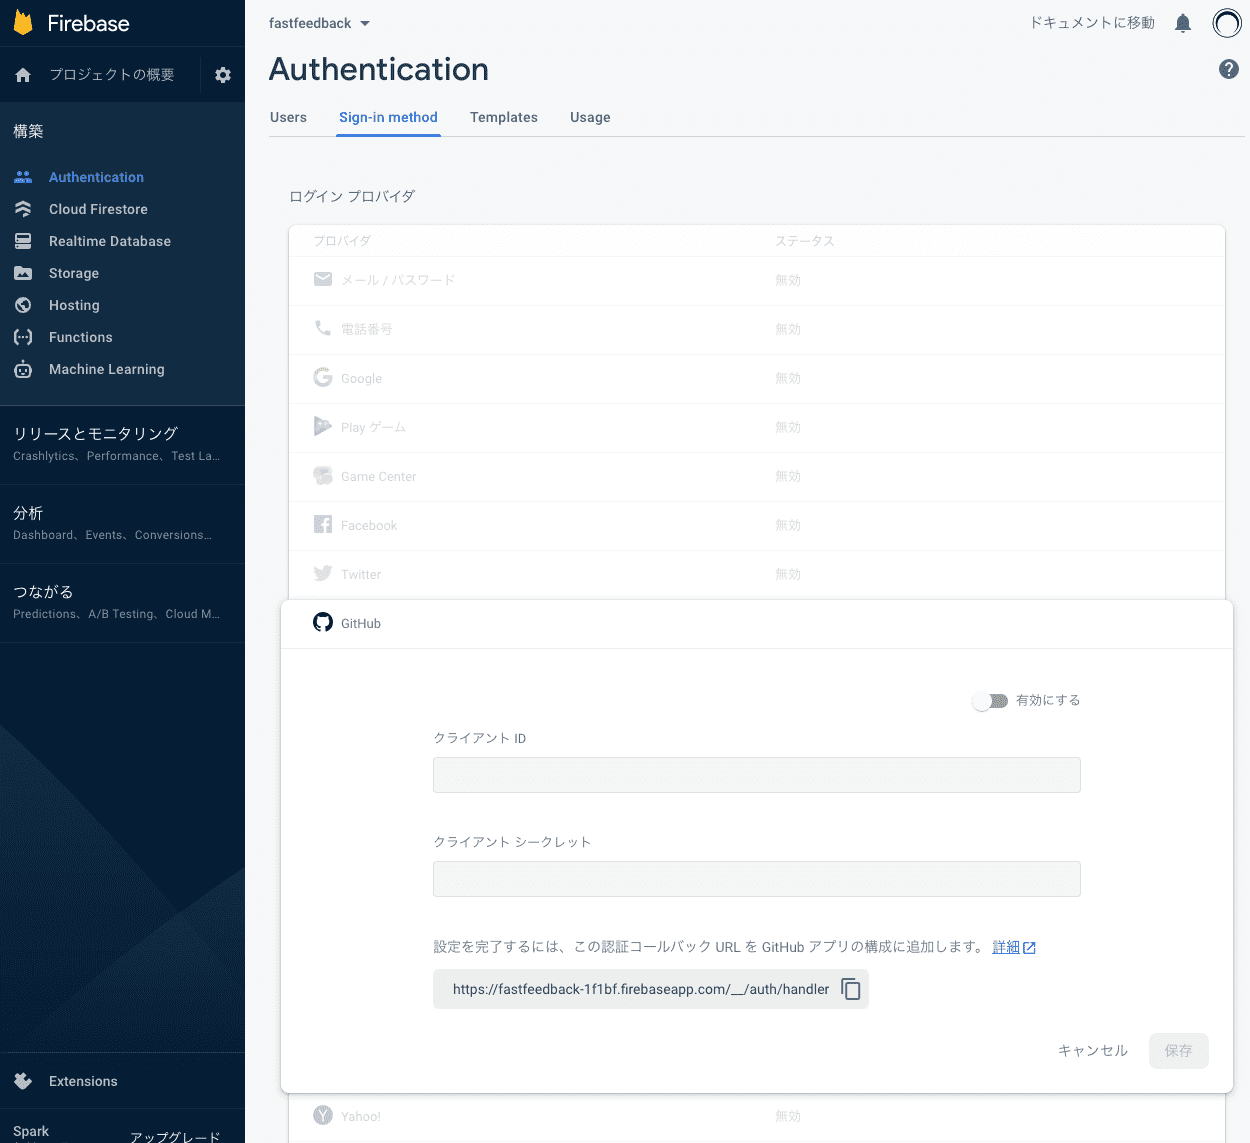 Firebase
プロジェクトの概要
構築
Authentication
Cloud Firestore
Realtime Database
Storage
Hosting
Functions
Machine Learning
リリースとモニタリング
Crashlytics、Performance、Test La...
分析
Dashboard、Events、Conversions...
つながる
Predictions、A/B Testing、Cloud M...
Extensions
Spark
アップグレード
fastfeedback
ドキュメントに移動
Authentication
Users Sign-in method Templates Usage
ログイン プロバイダ
プロバイダ ステータス
メール / パスワード 無効
電話番号 無効
Google 無効
Play ゲーム 無効
Game Center 無効
Facebook 無効
Twitter 無効
GitHub
有効にする
クライアント ID
クライアント シークレット
設定を完了するには、この認証コールバック URL を GitHub アプリの構成に追加します。 詳細
https://fastfeedback-1f1bf.firebaseapp.com/__/auth/handler
キャンセル 保存
Yahoo! 無効